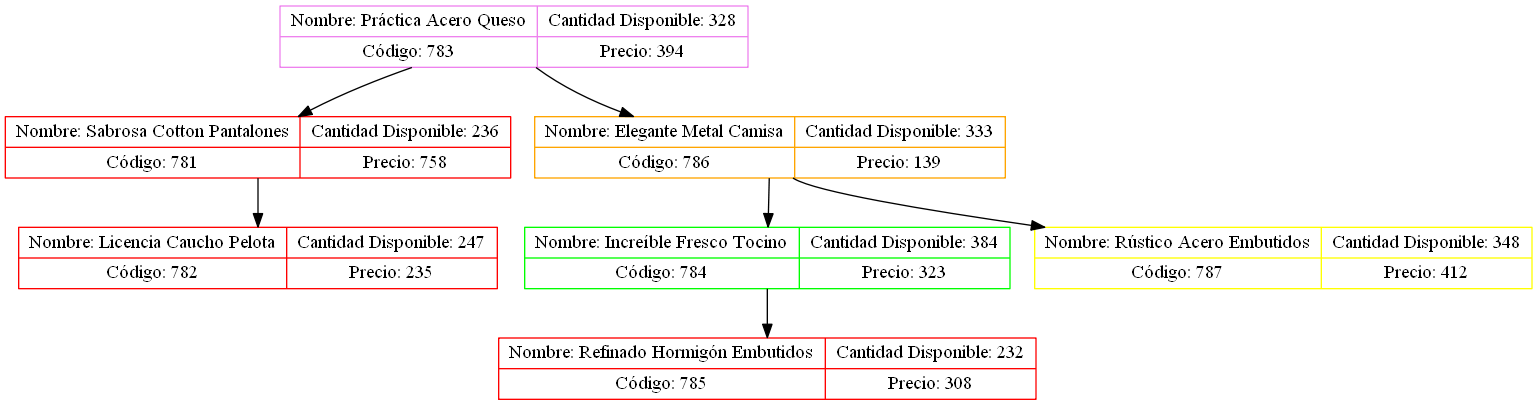 Nombre: Práctica Acero Queso Cantidad Disponible: 328
Código: 783 Precio: 394
Nombre: Sabrosa Cotton Pantalones Cantidad Disponible: 236
Código: 781 Precio: 758
Nombre: Elegante Metal Camisa Cantidad Disponible: 333
Código: 786 Precio: 139
Nombre: Licencia Caucho Pelota Cantidad Disponible: 247
Código: 782 Precio: 235
Nombre: Increíble Fresco Tocino Cantidad Disponible: 384
Código: 784 Precio: 323
Nombre: Rústico Acero Embutidos Cantidad Disponible: 348
Código: 787 Precio: 412
Nombre: Refinado Hormigón Embutidos Cantidad Disponible: 232
Código: 785 Precio: 308